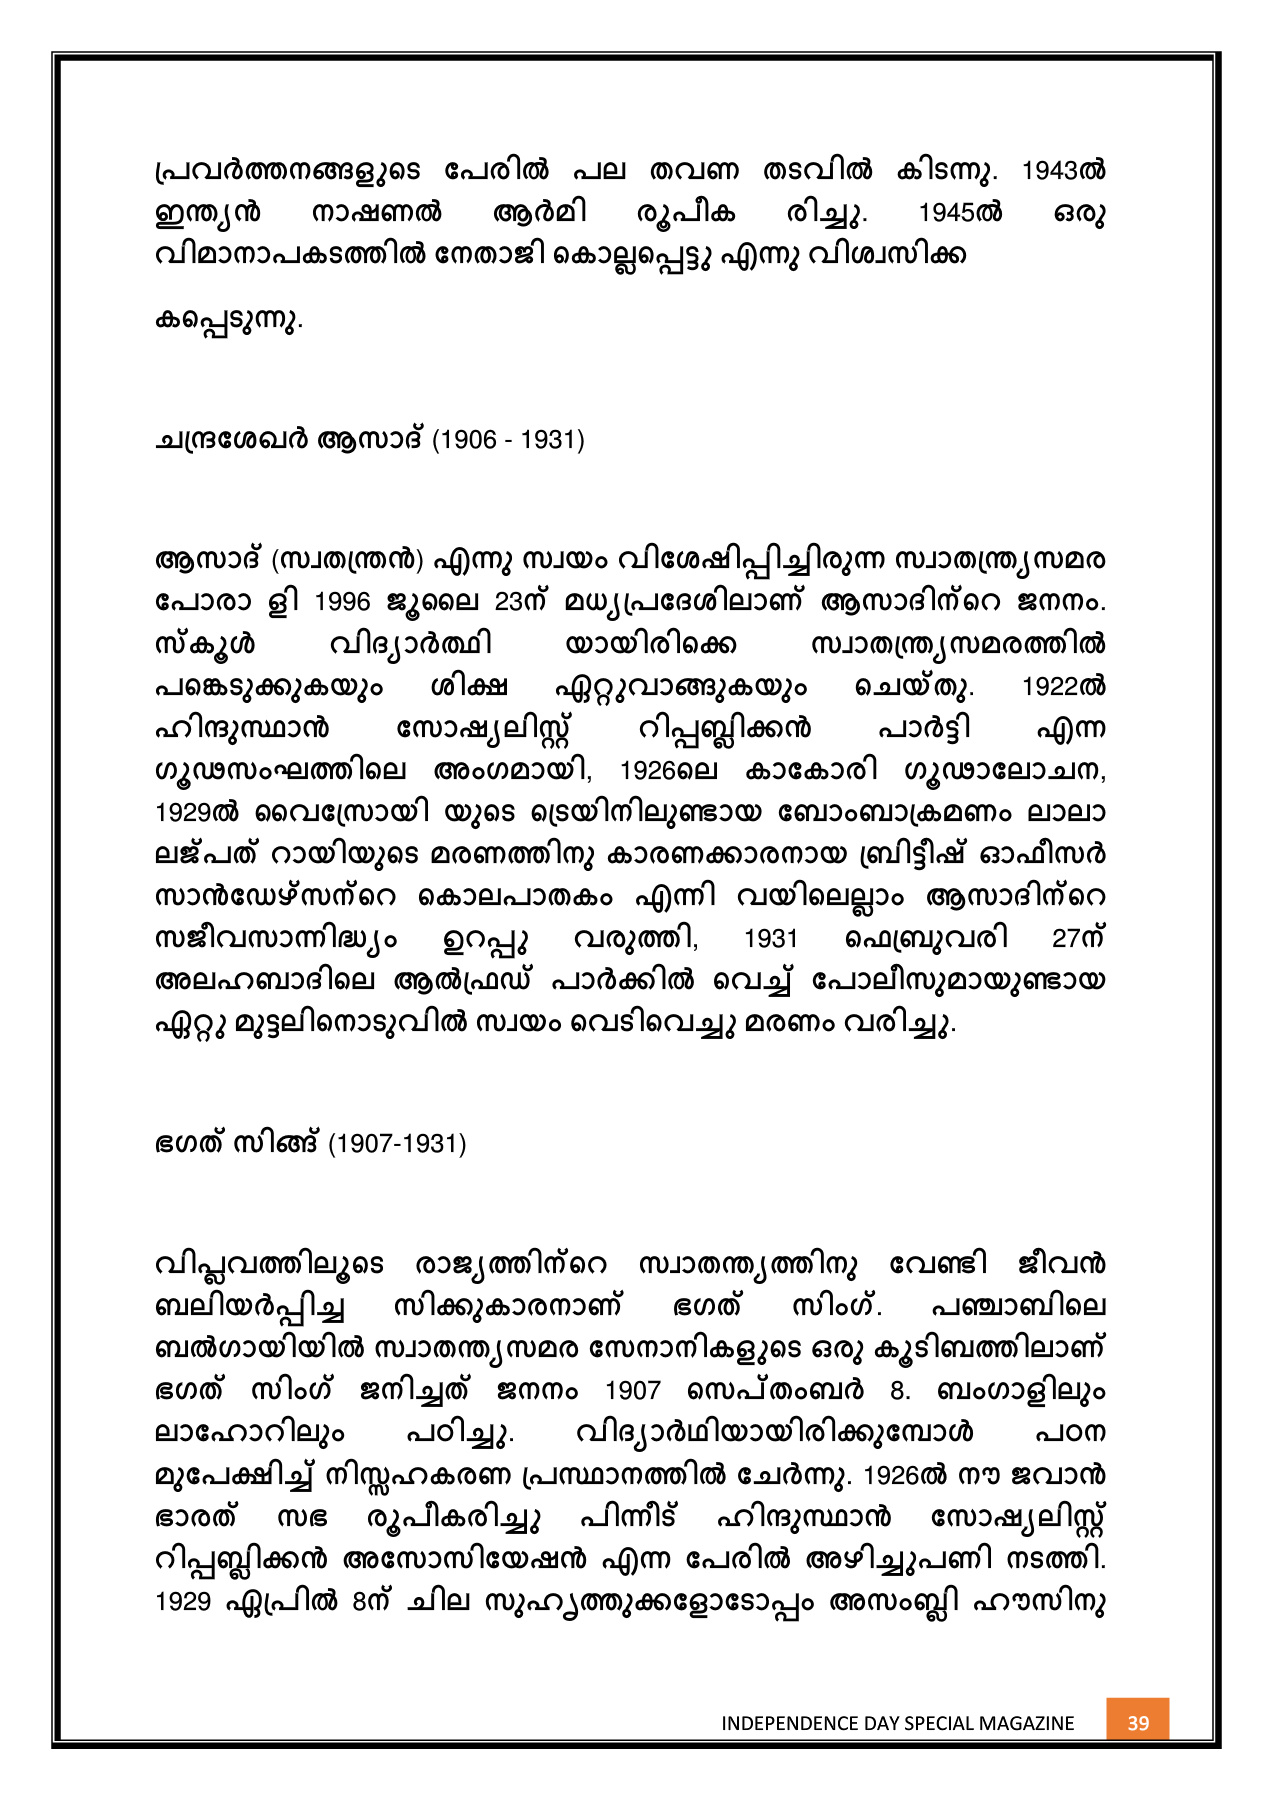 പ്രവർത്തനങ്ങളുടെ പേരിൽ പല തവണ തടവിൽ കിടന്നു. 1943ൽ
ഇന്ത്യൻ നാഷണൽ ആർമി രൂപീക രിച്ചു. 1945ൽ ഒരു
വിമാനാപകടത്തിൽ നേതാജി കൊല്ലപ്പെട്ടു എന്നു വിശ്വസിക്ക
കപ്പെടുന്നു.
ചന്ദ്രശേഖർ ആസാദ് (1906 - 1931)
ആസാദ് (സ്വതന്ത്രൻ) എന്നു സ്വയം വിശേഷിപ്പിച്ചിരുന്ന സ്വാതന്ത്ര്യസമര
പോരാ ളി 1996 ജൂലൈ 23ന് മധ്യപ്രദേശിലാണ് ആസാദിന്റെ ജനനം.
സ്കൂൾ വിദ്യാർത്ഥി യായിരിക്കെ സ്വാതന്ത്ര്യസമരത്തിൽ
പങ്കെടുക്കുകയും ശിക്ഷ ഏറ്റുവാങ്ങുകയും ചെയ്തു. 1922ൽ
ഹിന്ദുസ്ഥാൻ സോഷ്യലിസ്റ്റ് റിപ്പബ്ലിക്കൻ പാർട്ടി എന്ന
ഗൂഢസംഘത്തിലെ അംഗമായി, 1926ലെ കാകോരി ഗൂഢാലോചന,
1929ൽ വൈസ്രോയി യുടെ ട്രെയിനിലുണ്ടായ ബോംബാക്രമണം ലാലാ
ലജ്പത് റായിയുടെ മരണത്തിനു കാരണക്കാരനായ ബ്രിട്ടീഷ് ഓഫീസർ
സാൻഡേഴ്സന്റെ കൊലപാതകം എന്നി വയിലെല്ലാം ആസാദിന്റെ
സജീവസാന്നിദ്ധ്യം ഉറപ്പു വരുത്തി, 1931 ഫെബ്രുവരി 27ന്
അലഹബാദിലെ ആൽഫ്രഡ് പാർക്കിൽ വെച്ച് പോലീസുമായുണ്ടായ
ഏറ്റു മുട്ടലിനൊടുവിൽ സ്വയം വെടിവെച്ചു മരണം വരിച്ചു.
ഭഗത് സിങ്ങ് (1907-1931)
വിപ്ലവത്തിലൂടെ രാജ്യത്തിന്റെ സ്വാതന്ത്യത്തിനു വേണ്ടി ജീവൻ
ബലിയർപ്പിച്ച സിക്കുകാരനാണ് ഭഗത് സിംഗ്. പഞ്ചാബിലെ
ബൽഗായിയിൽ സ്വാതന്ത്യസമര സേനാനികളുടെ ഒരു കൂടിബത്തിലാണ്
ഭഗത് സിംഗ് ജനിച്ചത് ജനനം 1907 സെപ്തംബർ 8. ബംഗാളിലും
ലാഹോറിലും പഠിച്ചു. വിദ്യാർഥിയായിരിക്കുമ്പോൾ പഠന
മുപേക്ഷിച്ച് നിസ്സഹകരണ പ്രസ്ഥാനത്തിൽ ചേർന്നു. 1926ൽ നൗ ജവാൻ
ഭാരത് സഭ രൂപീകരിച്ചു പിന്നീട് ഹിന്ദുസ്ഥാൻ സോഷ്യലിസ്റ്റ്
റിപ്പബ്ലിക്കൻ അസോസിയേഷൻ എന്ന പേരിൽ അഴിച്ചുപണി നടത്തി.
1929 ഏപ്രിൽ 8ന് ചില സുഹൃത്തുക്കളോടോപ്പം അസംബ്ലി ഹൗസിനു
INDEPENDENCE DAY SPECIAL MAGAZINE 39